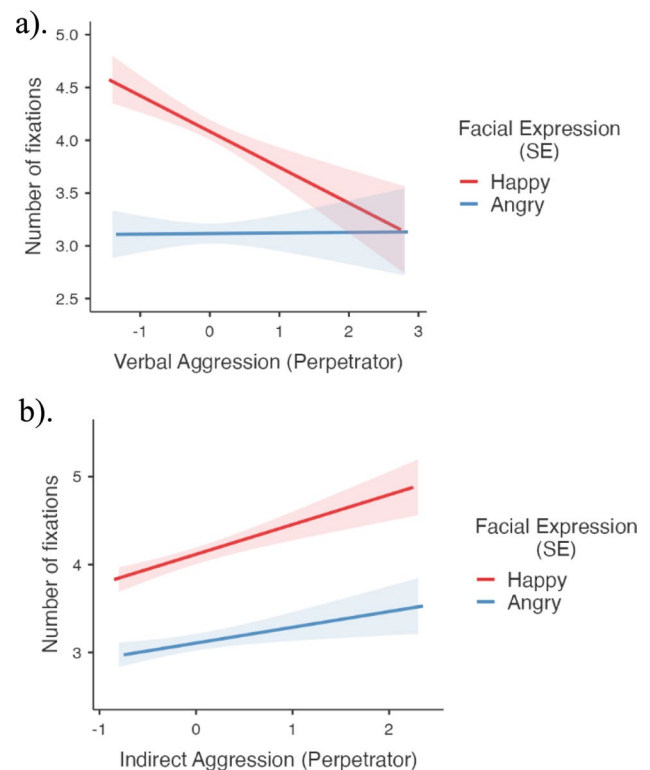 a).
5.0
4.5
4.0
3.5
3.0
2.5
Number of fixations
-1
0
1
2
3
Verbal Aggression (Perpetrator)
Facial Expression
(SE)
Happy
Angry
b).
5
4
3
Number of fixations
-1
0
1
2
Indirect Aggression (Perpetrator)
Facial Expression
(SE)
Happy
Angry